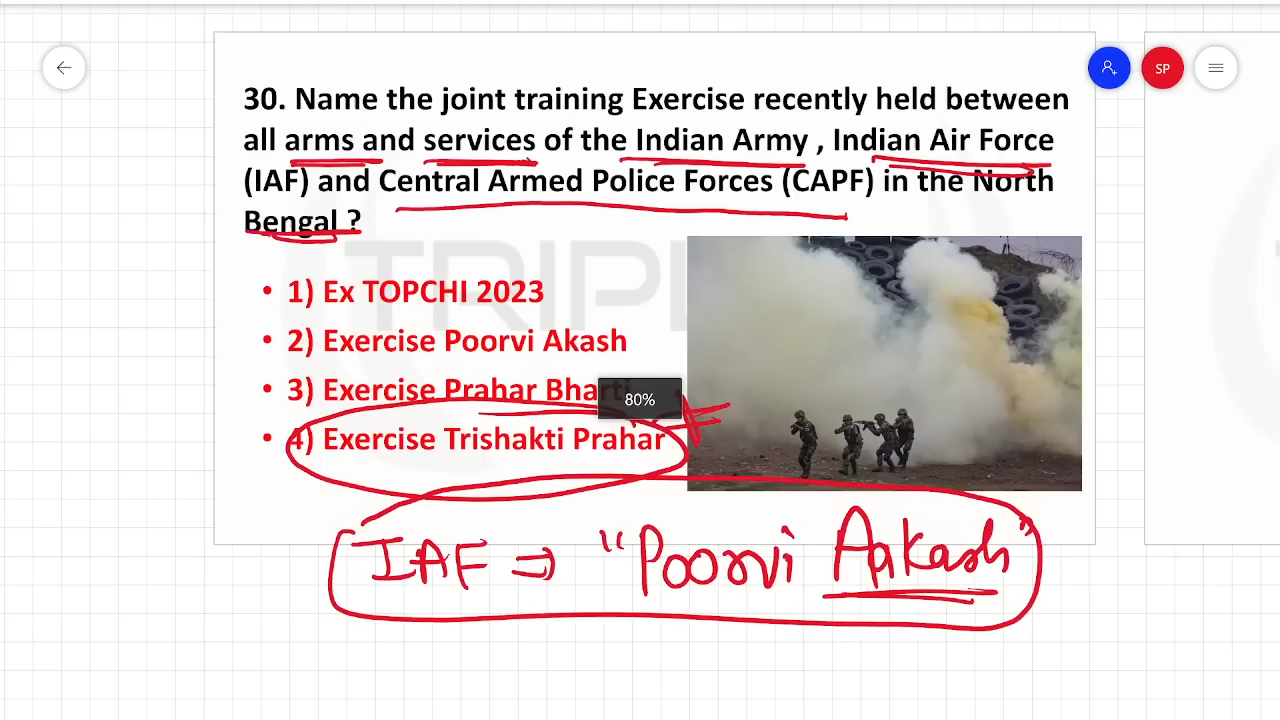 SP
30. Name the joint training Exercise recently held between
all arms and services of the Indian Army , Indian Air Force
(IAF) and Central Armed Police Forces (CAPF) in the North
Bengal ?
TRIPL
• 1) Ex TOPCHI 2023
• 2) Exercise Poorvi Akash
• 3) Exercise Prahar Bharti
80%
• 4) Exercise Trishakti Prahar
IAF ⇒ "Poorvi Aakash"